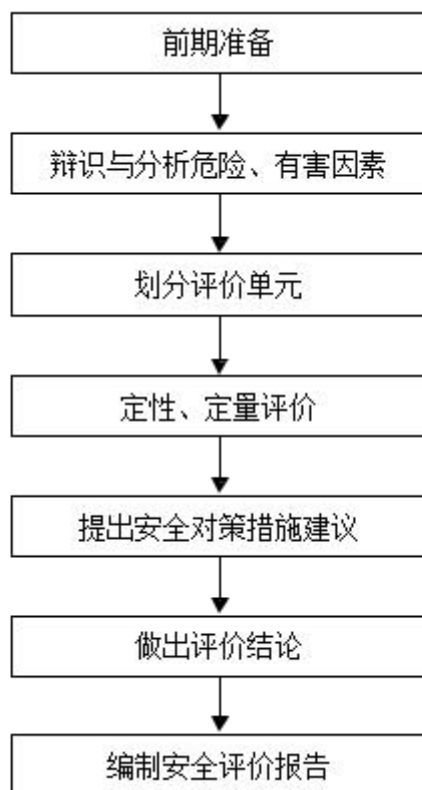 前期准备
辩识与分析危险、有害因素
划分评价单元
定性、定量评价
提出安全对策措施建议
做出评价结论
编制安全评价报告